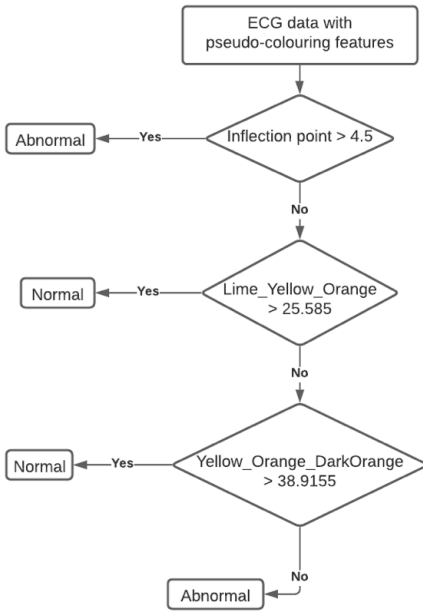 ECG data with
pseudo-colouring features
Inflection point > 4.5
Yes
Abnormal
No
Lime_Yellow_Orange
> 25.585
Yes
Normal
No
Yellow_Orange_DarkOrange
> 38.9155
Yes
Normal
No
Abnormal